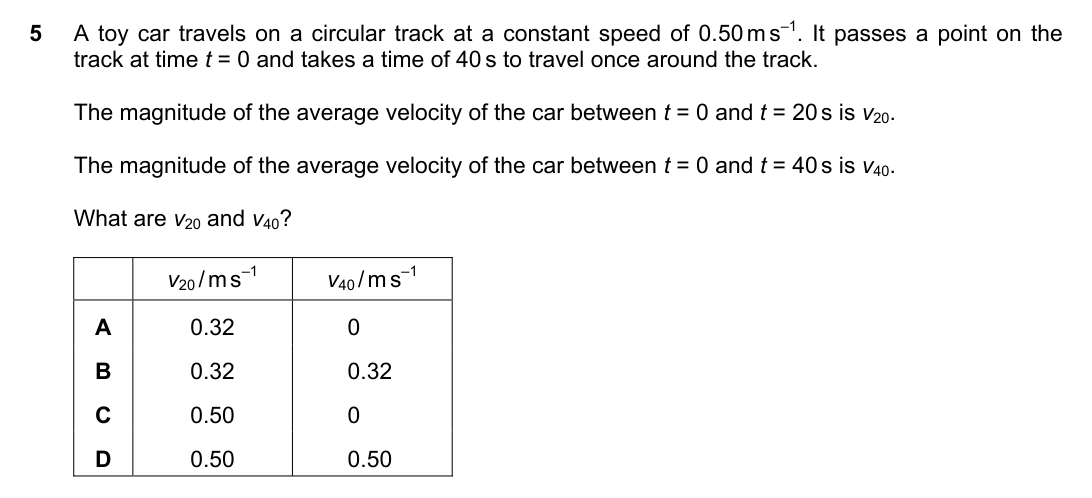 5 A toy car travels on a circular track at a constant speed of 0.50 m s⁻¹. It passes a point on the
track at time t = 0 and takes a time of 40 s to travel once around the track.
The magnitude of the average velocity of the car between t = 0 and t = 20 s is v₂₀.
The magnitude of the average velocity of the car between t = 0 and t = 40 s is v₄₀.
What are v₂₀ and v₄₀?
v₂₀ / m s⁻¹ v₄₀ / m s⁻¹
A 0.32 0
B 0.32 0.32
C 0.50 0
D 0.50 0.50